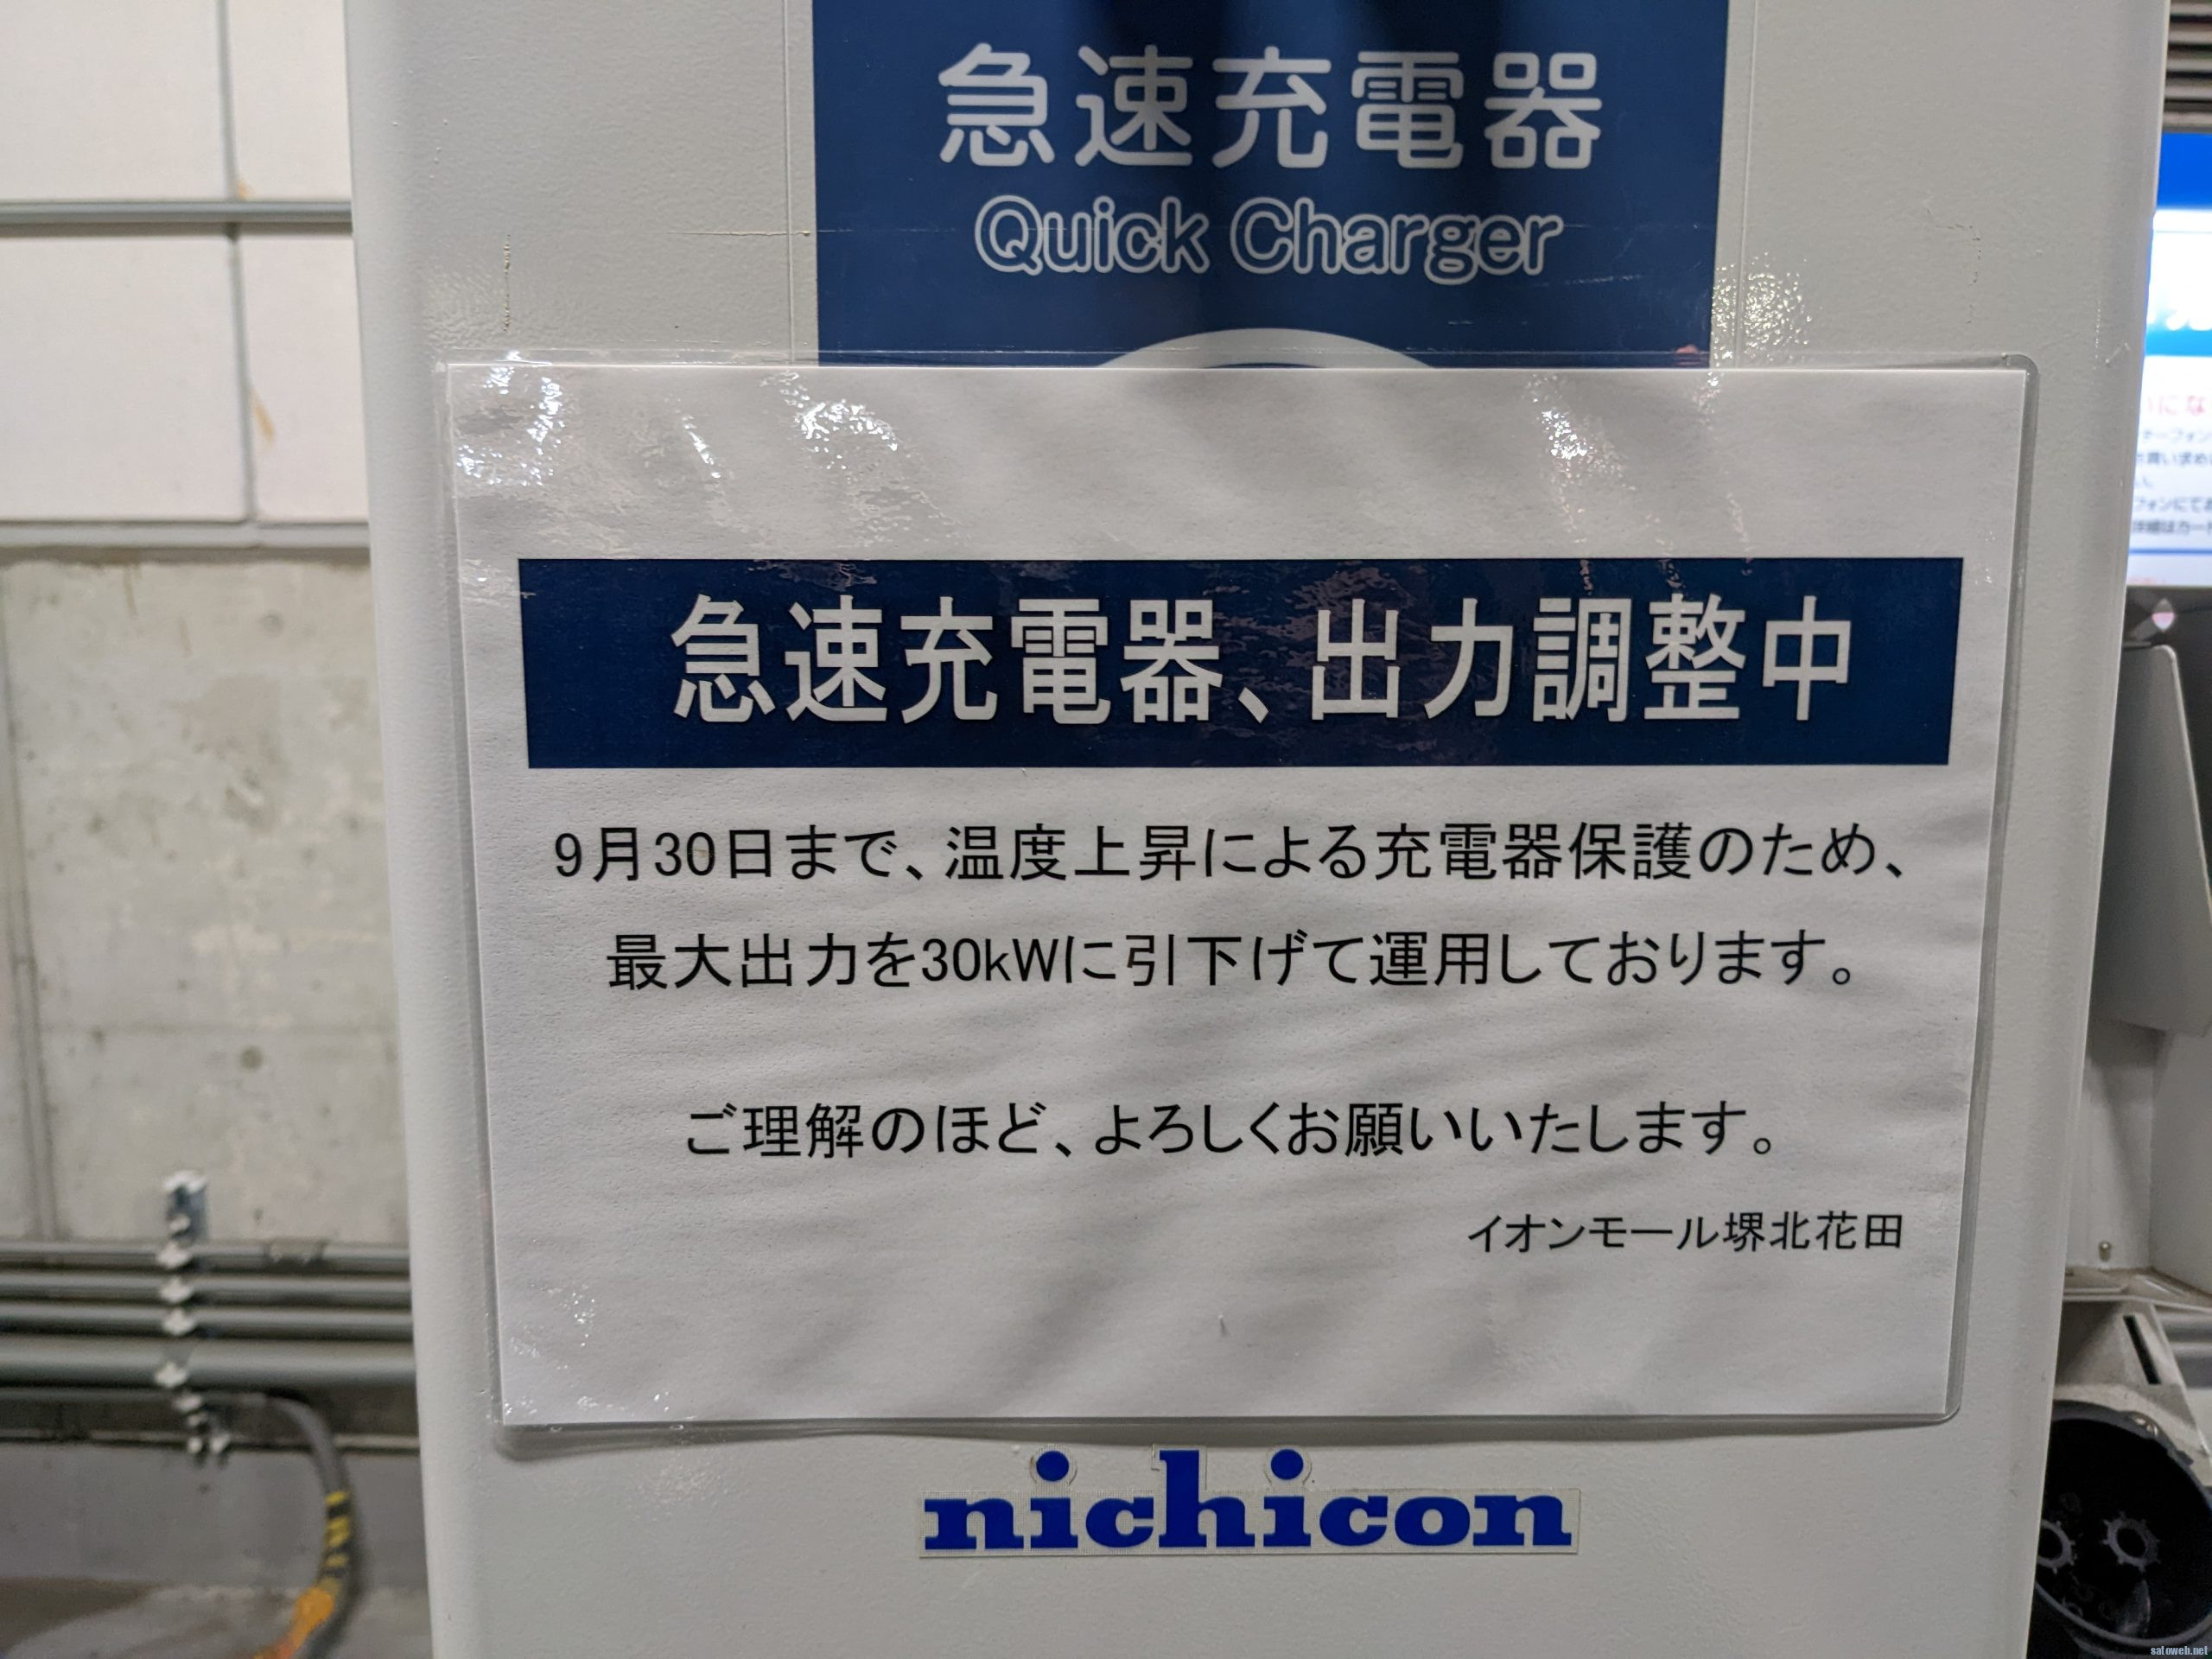 急速充電器
Quick Charger
急速充電器、出力調整中
9月30日まで、温度上昇による充電器保護のため、
最大出力を30kWに引下げて運用しております。
ご理解のほど、よろしくお願いいたします。
イオンモール堺北花田
nichicon
satoweb.net